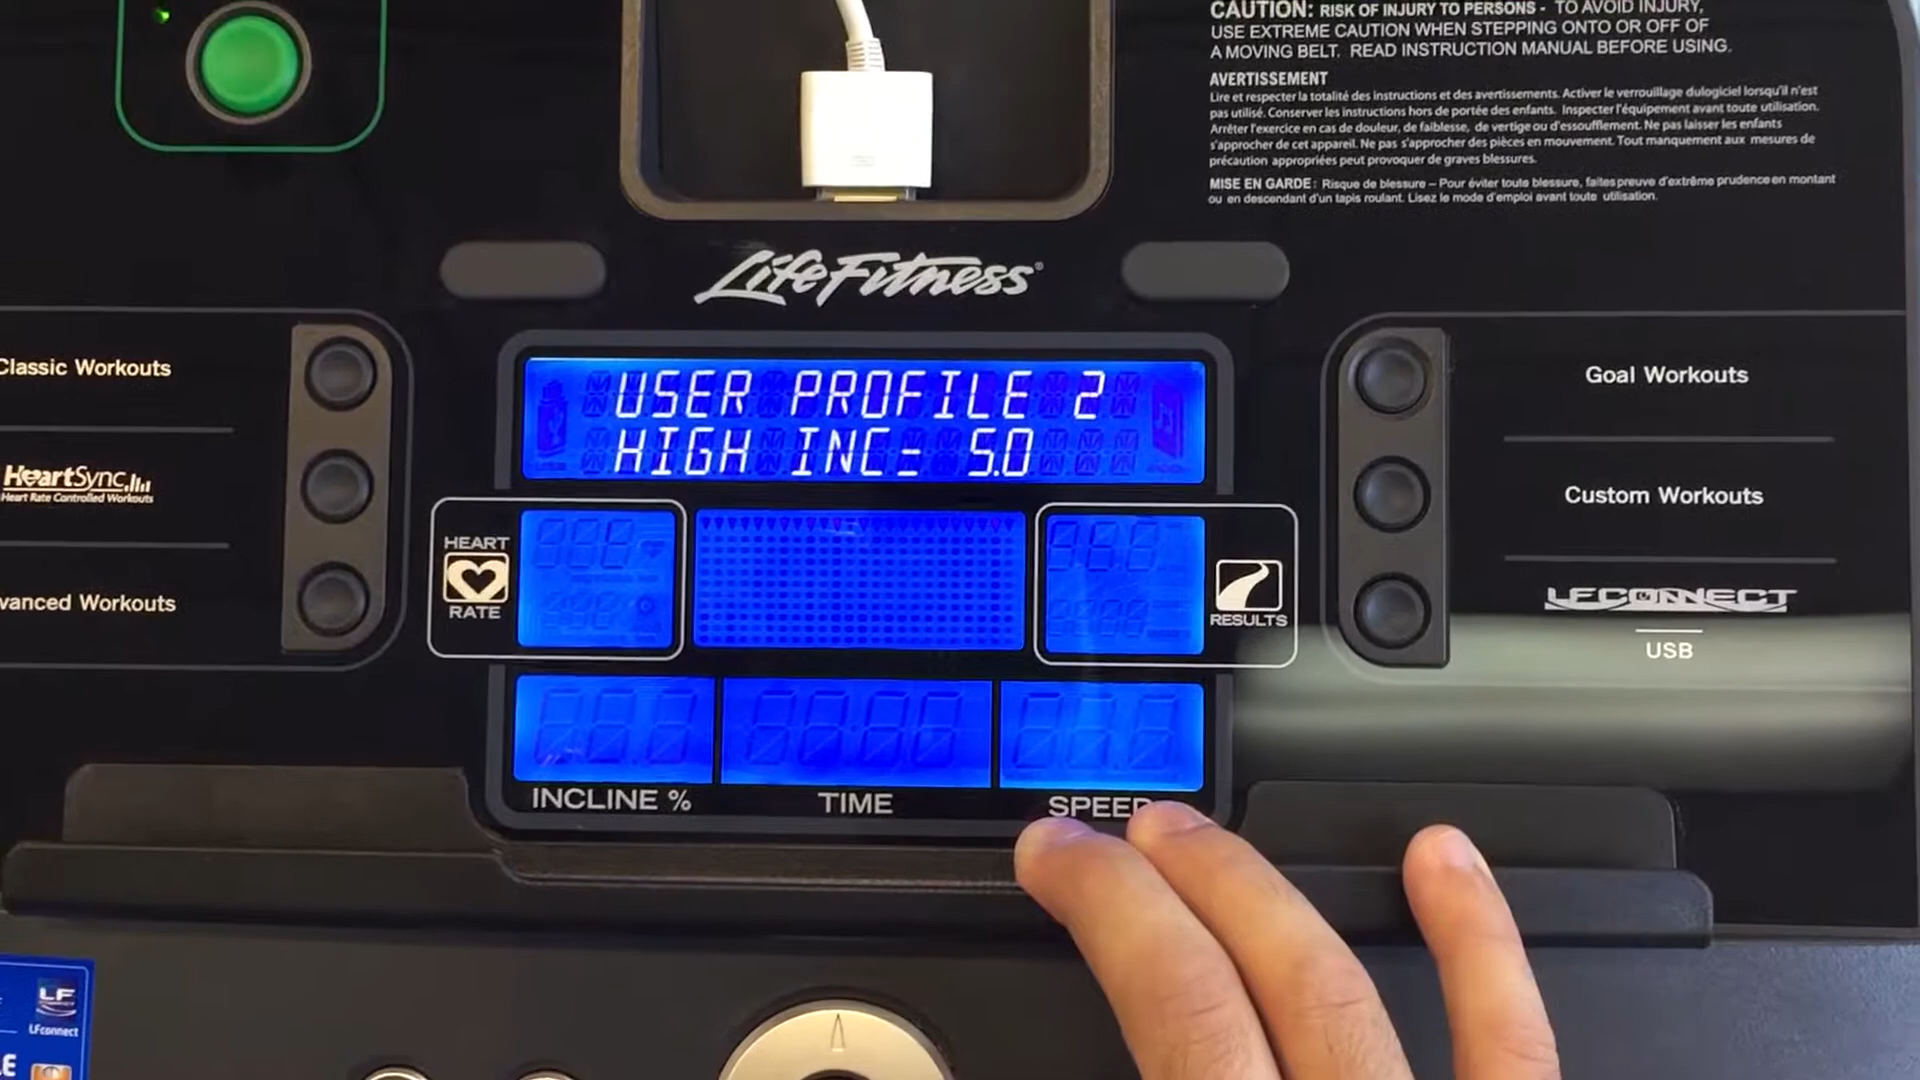 CAUTION: RISK OF INJURY TO PERSONS - TO AVOID INJURY,
USE EXTREME CAUTION WHEN STEPPING ONTO OR OFF OF
A MOVING BELT. READ INSTRUCTION MANUAL BEFORE USING.
AVERTISSEMENT
Lire et respecter la totalité des instructions et des avertissements. Activer le verrouillage du logiciel lorsqu'il n'est
pas utilisé. Conserver les instructions hors de portée des enfants. Inspecter l'équipement avant toute utilisation.
Arrêter l'exercice en cas de douleur, de faiblesse, de vertige ou d'essoufflement. Ne pas laisser les enfants
s'approcher de cet appareil. Ne pas s'approcher des pièces en mouvement. Tout manquement aux mesures de
précaution appropriées peut provoquer de graves blessures.
MISE EN GARDE : Risque de blessure – Pour éviter toute blessure, faites preuve d'extrême prudence en montant
ou en descendant d'un tapis roulant. Lisez le mode d'emploi avant toute utilisation.
LifeFitness®
Classic Workouts
HeartSync
Heart Rate Controlled Workouts
vanced Workouts
USER PROFILE 2
HIGH INC= 5.0
HEART
RATE
RESULTS
INCLINE %
TIME
SPEED
Goal Workouts
Custom Workouts
LFCONNECT
USB
LF
LFconnect
LE